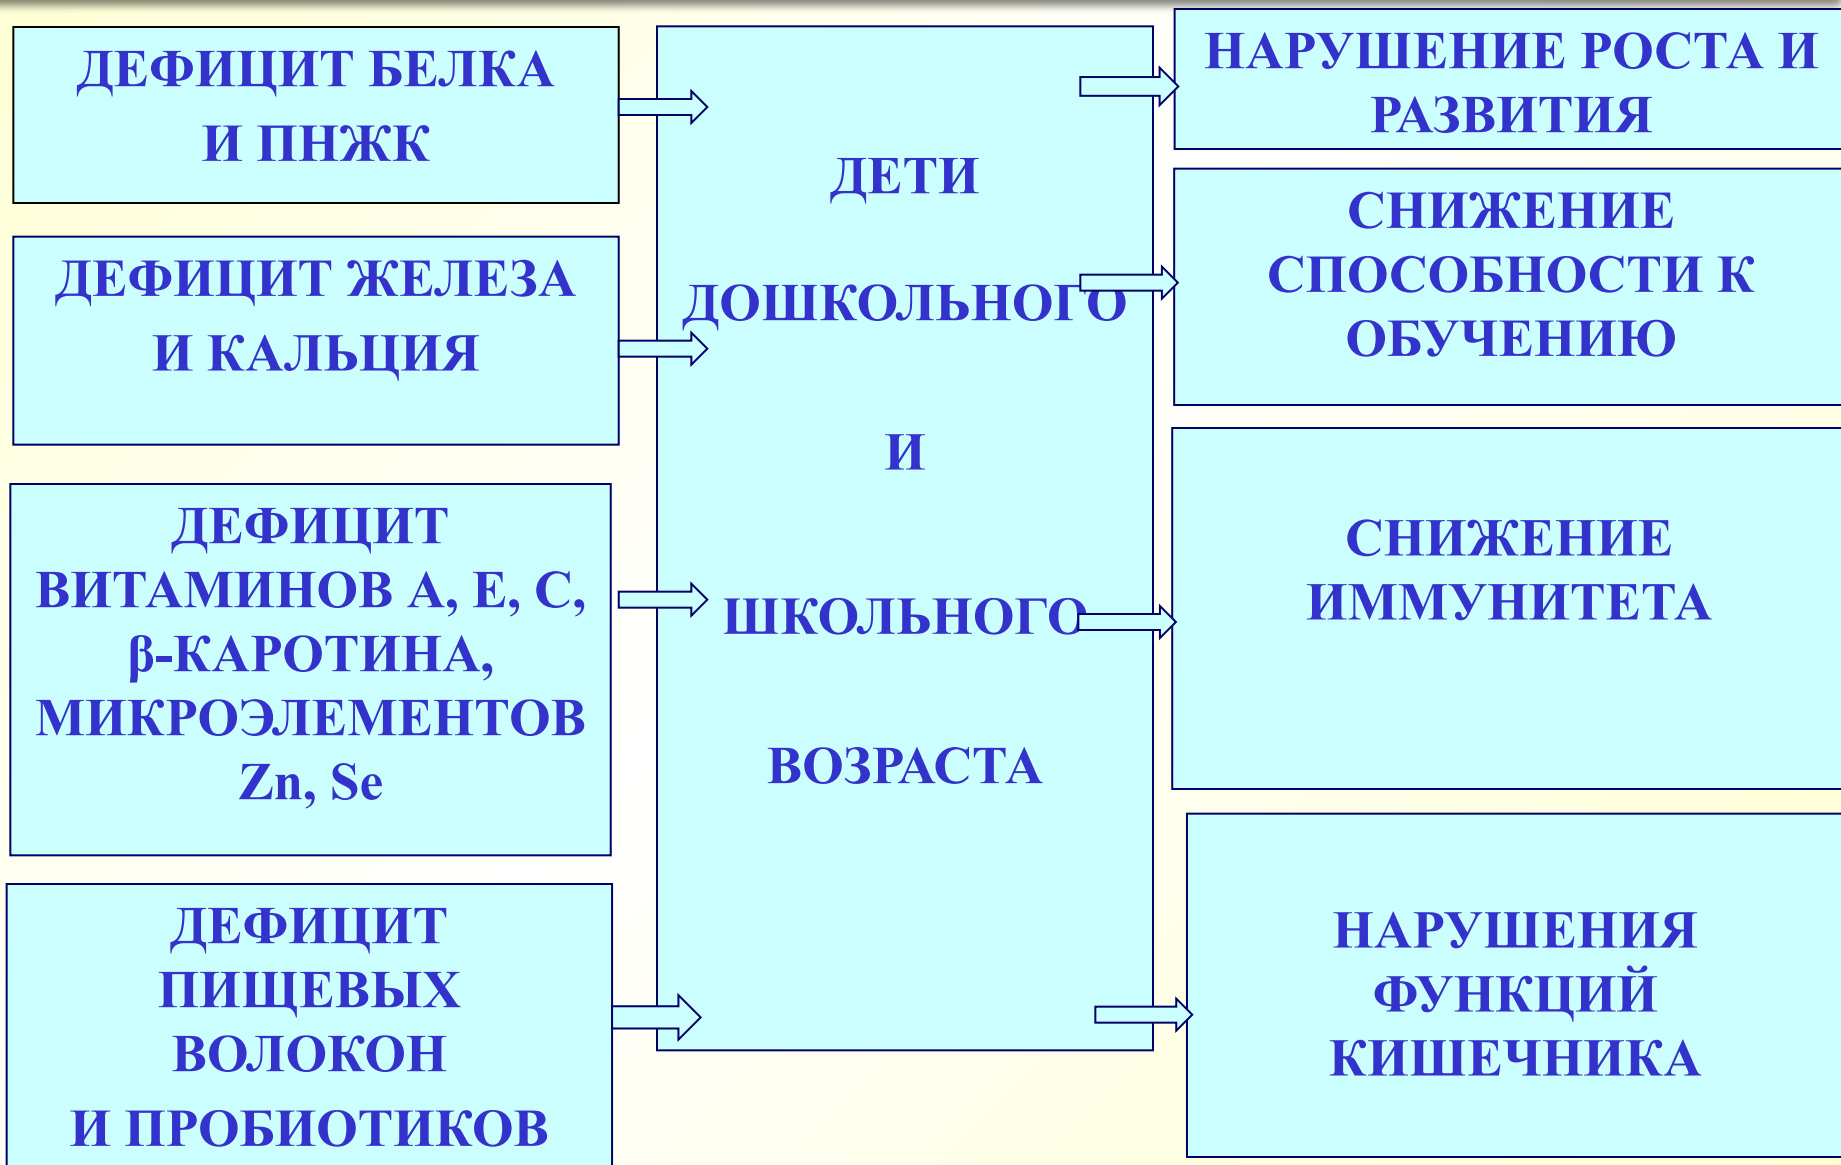 ДЕФИЦИТ БЕЛКА
И ПНЖК
ДЕФИЦИТ ЖЕЛЕЗА
И КАЛЬЦИЯ
ДЕФИЦИТ
ВИТАМИНОВ А, Е, С,
β-КАРОТИНА,
МИКРОЭЛЕМЕНТОВ
Zn, Se
ДЕФИЦИТ
ПИЩЕВЫХ
ВОЛОКОН
И ПРОБИОТИКОВ
ДЕТИ
ДОШКОЛЬНОГО
И
ШКОЛЬНОГО
ВОЗРАСТА
НАРУШЕНИЕ РОСТА И
РАЗВИТИЯ
СНИЖЕНИЕ
СПОСОБНОСТИ К
ОБУЧЕНИЮ
СНИЖЕНИЕ
ИММУНИТЕТА
НАРУШЕНИЯ
ФУНКЦИЙ
КИШЕЧНИКА